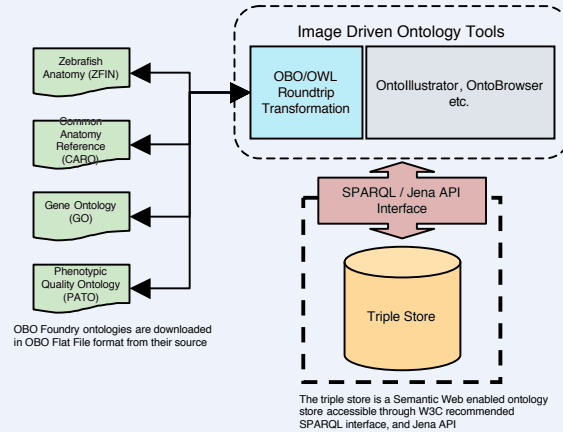 Image Driven Ontology Tools
OBO/OWL
Roundtrip
Transformation
OntoIllustrator, OntoBrowser
etc.
Zebrafish
Anatomy (ZFIN)
Common
Anatomy
Reference
(CARO)
Gene Ontology
(GO)
Phenotypic
Quality Ontology
(PATO)
OBO Foundry ontologies are downloaded
in OBO Flat File format from their source
SPARQL / Jena API
Interface
Triple Store
The triple store is a Semantic Web enabled ontology
store accessible through W3C recommended
SPARQL interface, and Jena API